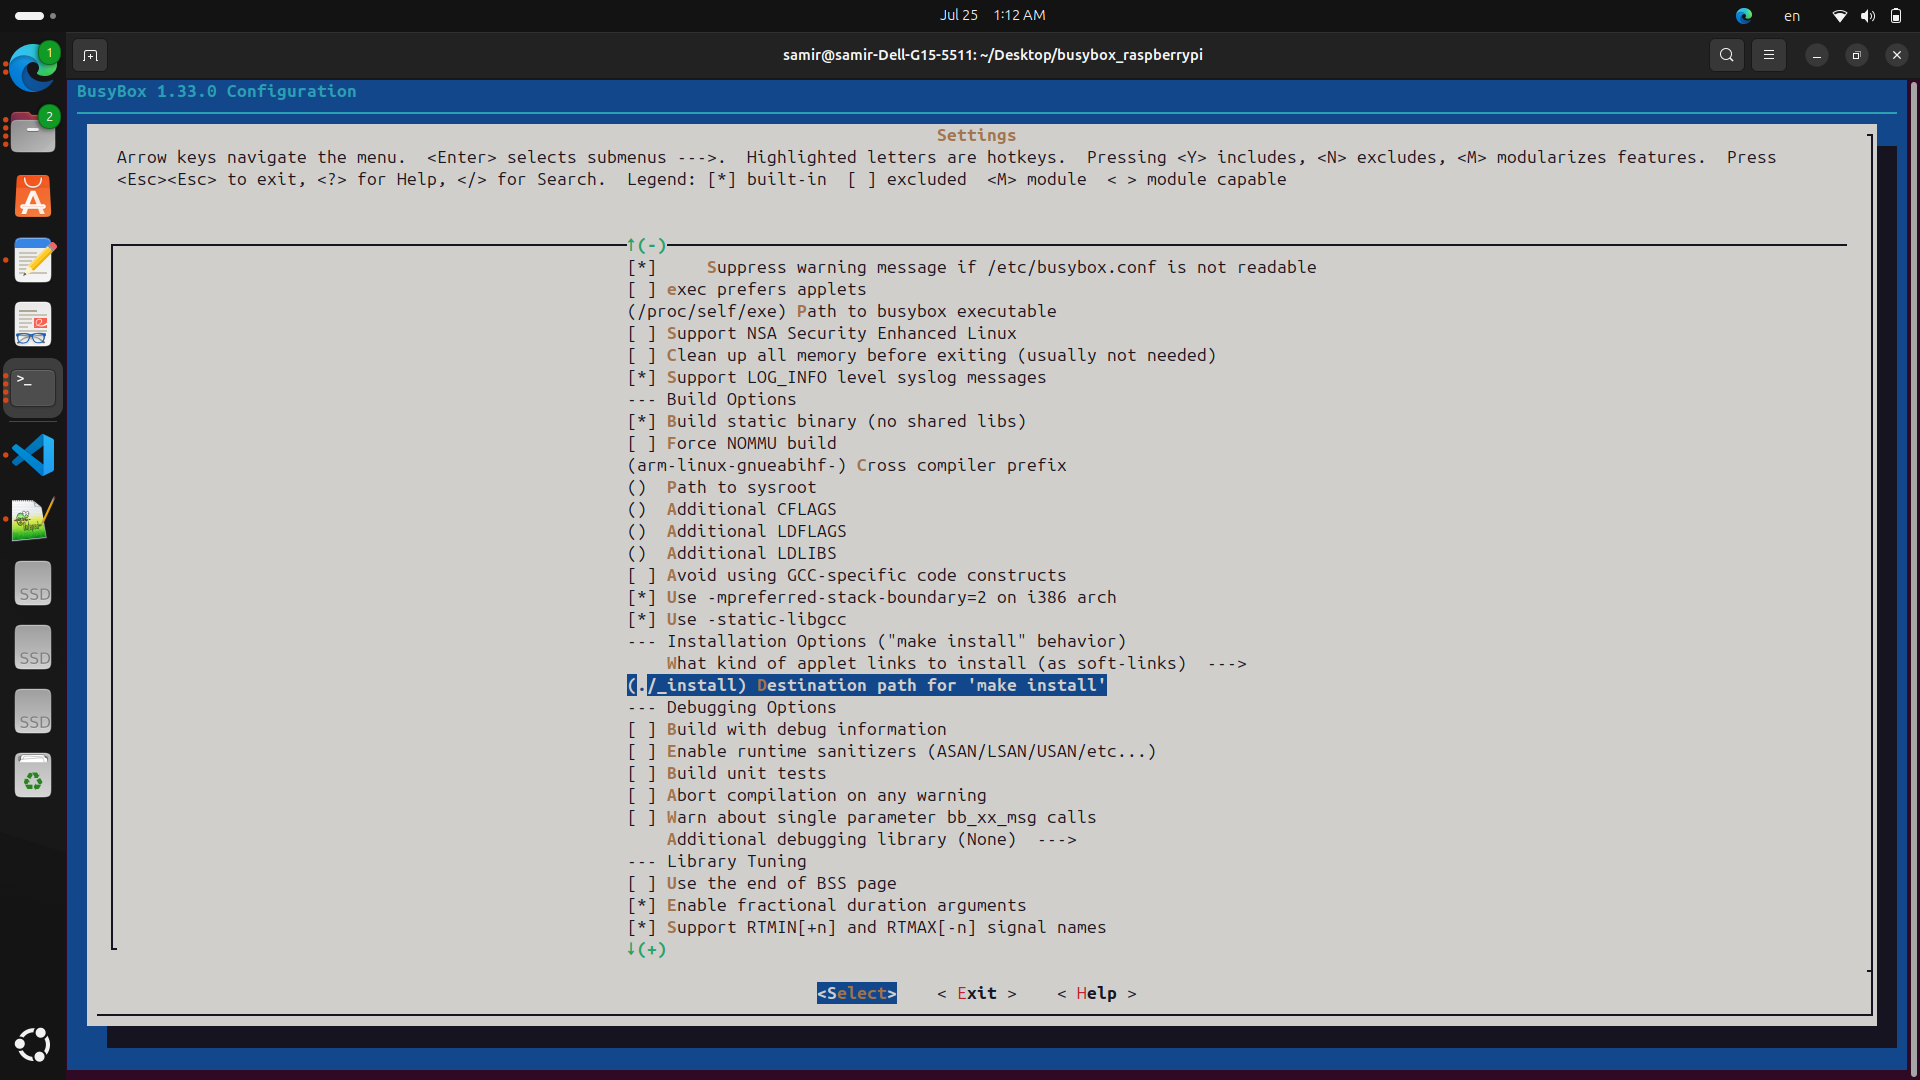 Jul 25 1:12 AM
en
1
samir@samir-Dell-G15-5511: ~/Desktop/busybox_raspberrypi
2
BusyBox 1.33.0 Configuration
Settings
Arrow keys navigate the menu. <Enter> selects submenus --->. Highlighted letters are hotkeys. Pressing <Y> includes, <N> excludes, <M> modularizes features. Press
<Esc><Esc> to exit, <?> for Help, </> for Search. Legend: [*] built-in [ ] excluded <M> module < > module capable
↑(-)
[*] Suppress warning message if /etc/busybox.conf is not readable
[ ] exec prefers applets
(/proc/self/exe) Path to busybox executable
[ ] Support NSA Security Enhanced Linux
[ ] Clean up all memory before exiting (usually not needed)
[*] Support LOG_INFO level syslog messages
--- Build Options
[*] Build static binary (no shared libs)
[ ] Force NOMMU build
(arm-linux-gnueabihf-) Cross compiler prefix
() Path to sysroot
() Additional CFLAGS
() Additional LDFLAGS
() Additional LDLIBS
[ ] Avoid using GCC-specific code constructs
[*] Use -mpreferred-stack-boundary=2 on i386 arch
[*] Use -static-libgcc
--- Installation Options ("make install" behavior)
What kind of applet links to install (as soft-links) --->
(./_install) Destination path for 'make install'
--- Debugging Options
[ ] Build with debug information
[ ] Enable runtime sanitizers (ASAN/LSAN/USAN/etc...)
[ ] Build unit tests
[ ] Abort compilation on any warning
[ ] Warn about single parameter bb_xx_msg calls
Additional debugging library (None) --->
--- Library Tuning
[ ] Use the end of BSS page
[*] Enable fractional duration arguments
[*] Support RTMIN[+n] and RTMAX[-n] signal names
↓(+)
<Select> < Exit > < Help >
>_
SSD
SSD
SSD